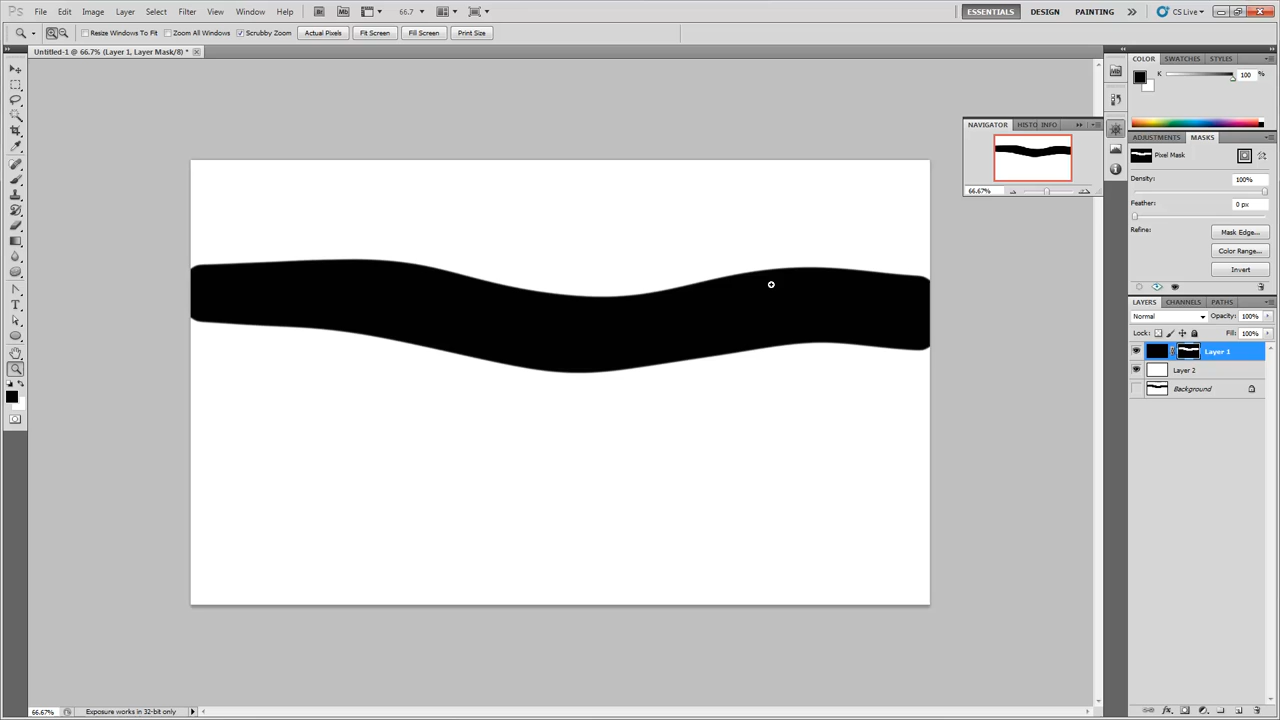 Ps File Edit Image Layer Select Filter View Window Help Br Mb 66.7 ESSENTIALS DESIGN PAINTING CS Live
Resize Windows To Fit Zoom All Windows Scrubby Zoom Actual Pixels Fit Screen Fill Screen Print Size
Untitled-1 @ 66.7% (Layer 1, Layer Mask/8) *
COLOR SWATCHES STYLES
K 100 %
NAVIGATOR HISTO INFO
66.67%
ADJUSTMENTS MASKS
Pixel Mask
Density: 100%
Feather: 0 px
Refine: Mask Edge...
Color Range...
Invert
LAYERS CHANNELS PATHS
Normal Opacity: 100%
Lock: Fill: 100%
Layer 1
Layer 2
Background
66.67% Exposure works in 32-bit only